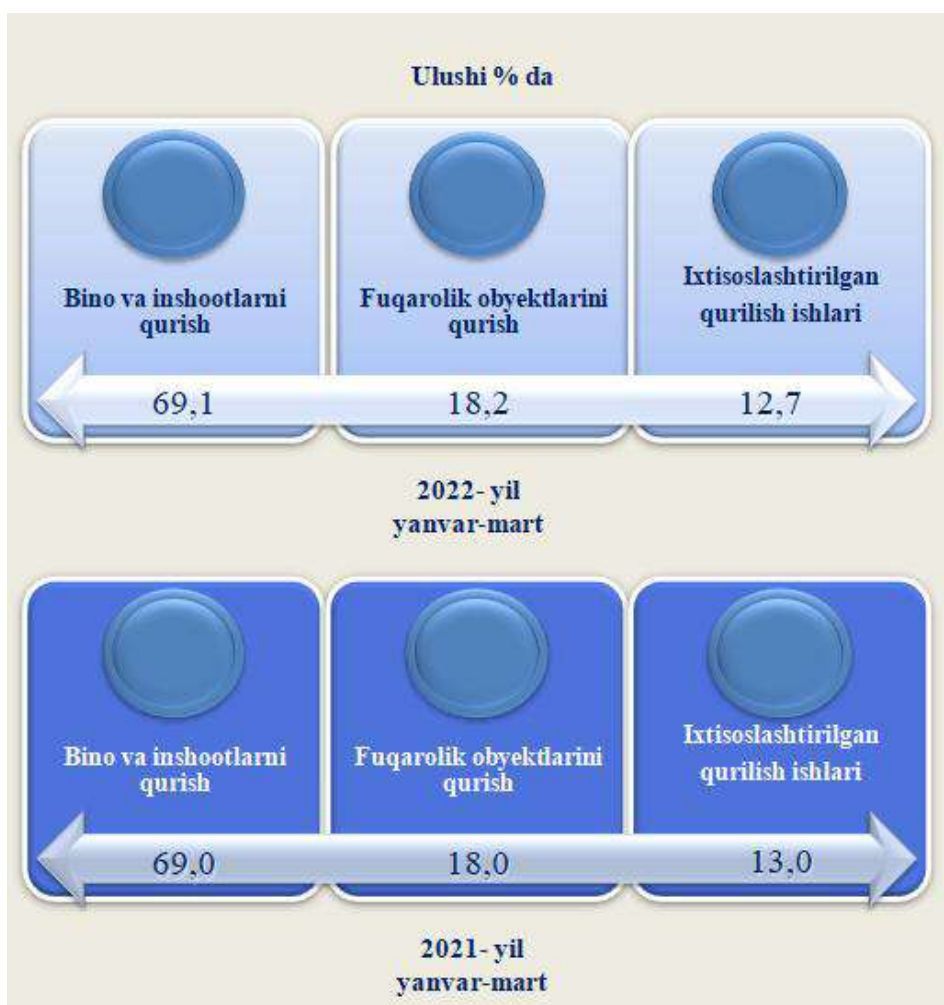 Ulushi % da
Bino va inshootlarni
qurish
Fuqarolik obyektlarini
qurish
Ixtisoslashtirilgan
qurilish ishlari
69,1
18,2
12,7
2022- yil
yanvar-mart
Bino va inshootlarni
qurish
Fuqarolik obyektlarini
qurish
Ixtisoslashtirilgan
qurilish ishlari
69,0
18,0
13,0
2021- yil
yanvar-mart